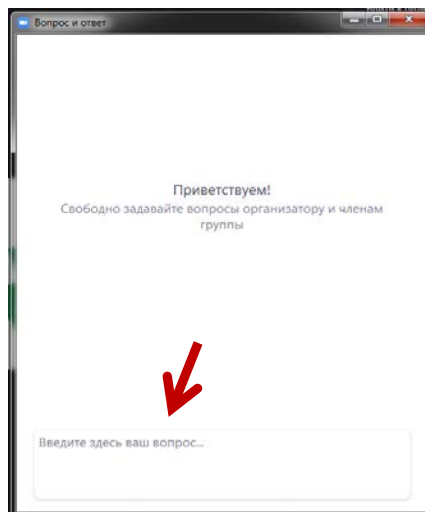 Вопрос и ответ
Приветствуем!
Свободно задавайте вопросы организатору и членам
группы
Введите здесь ваш вопрос...